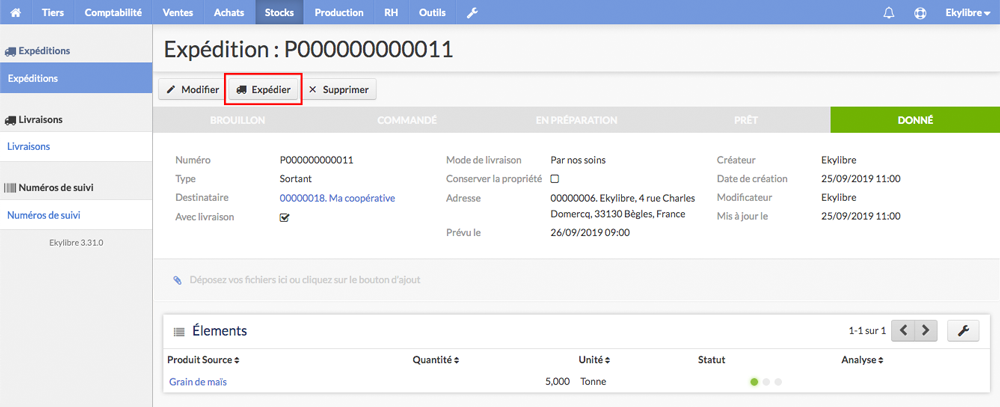 Tiers Comptabilité Ventes Achats Stocks Production RH Outils Ekylibre
Expéditions
Expéditions
Livraisons
Livraisons
Numéros de suivi
Numéros de suivi
Ekylibre 3.31.0
Expédition : P000000000011
Modifier Expédier Supprimer
BROUILLON COMMANDÉ EN PRÉPARATION PRÊT DONNÉ
Numéro P000000000011
Type Sortant
Destinataire 00000018. Ma coopérative
Avec livraison
Mode de livraison Par nos soins
Conserver la propriété
Adresse 00000006. Ekylibre, 4 rue Charles
Domercq, 33130 Bègles, France
Prévu le 26/09/2019 09:00
Créateur Ekylibre
Date de création 25/09/2019 11:00
Modificateur Ekylibre
Mis à jour le 25/09/2019 11:00
Déposez vos fichiers ici ou cliquez sur le bouton d'ajout
Élements 1-1 sur 1
Produit Source Quantité Unité Statut Analyse
Grain de maïs 5,000 Tonne